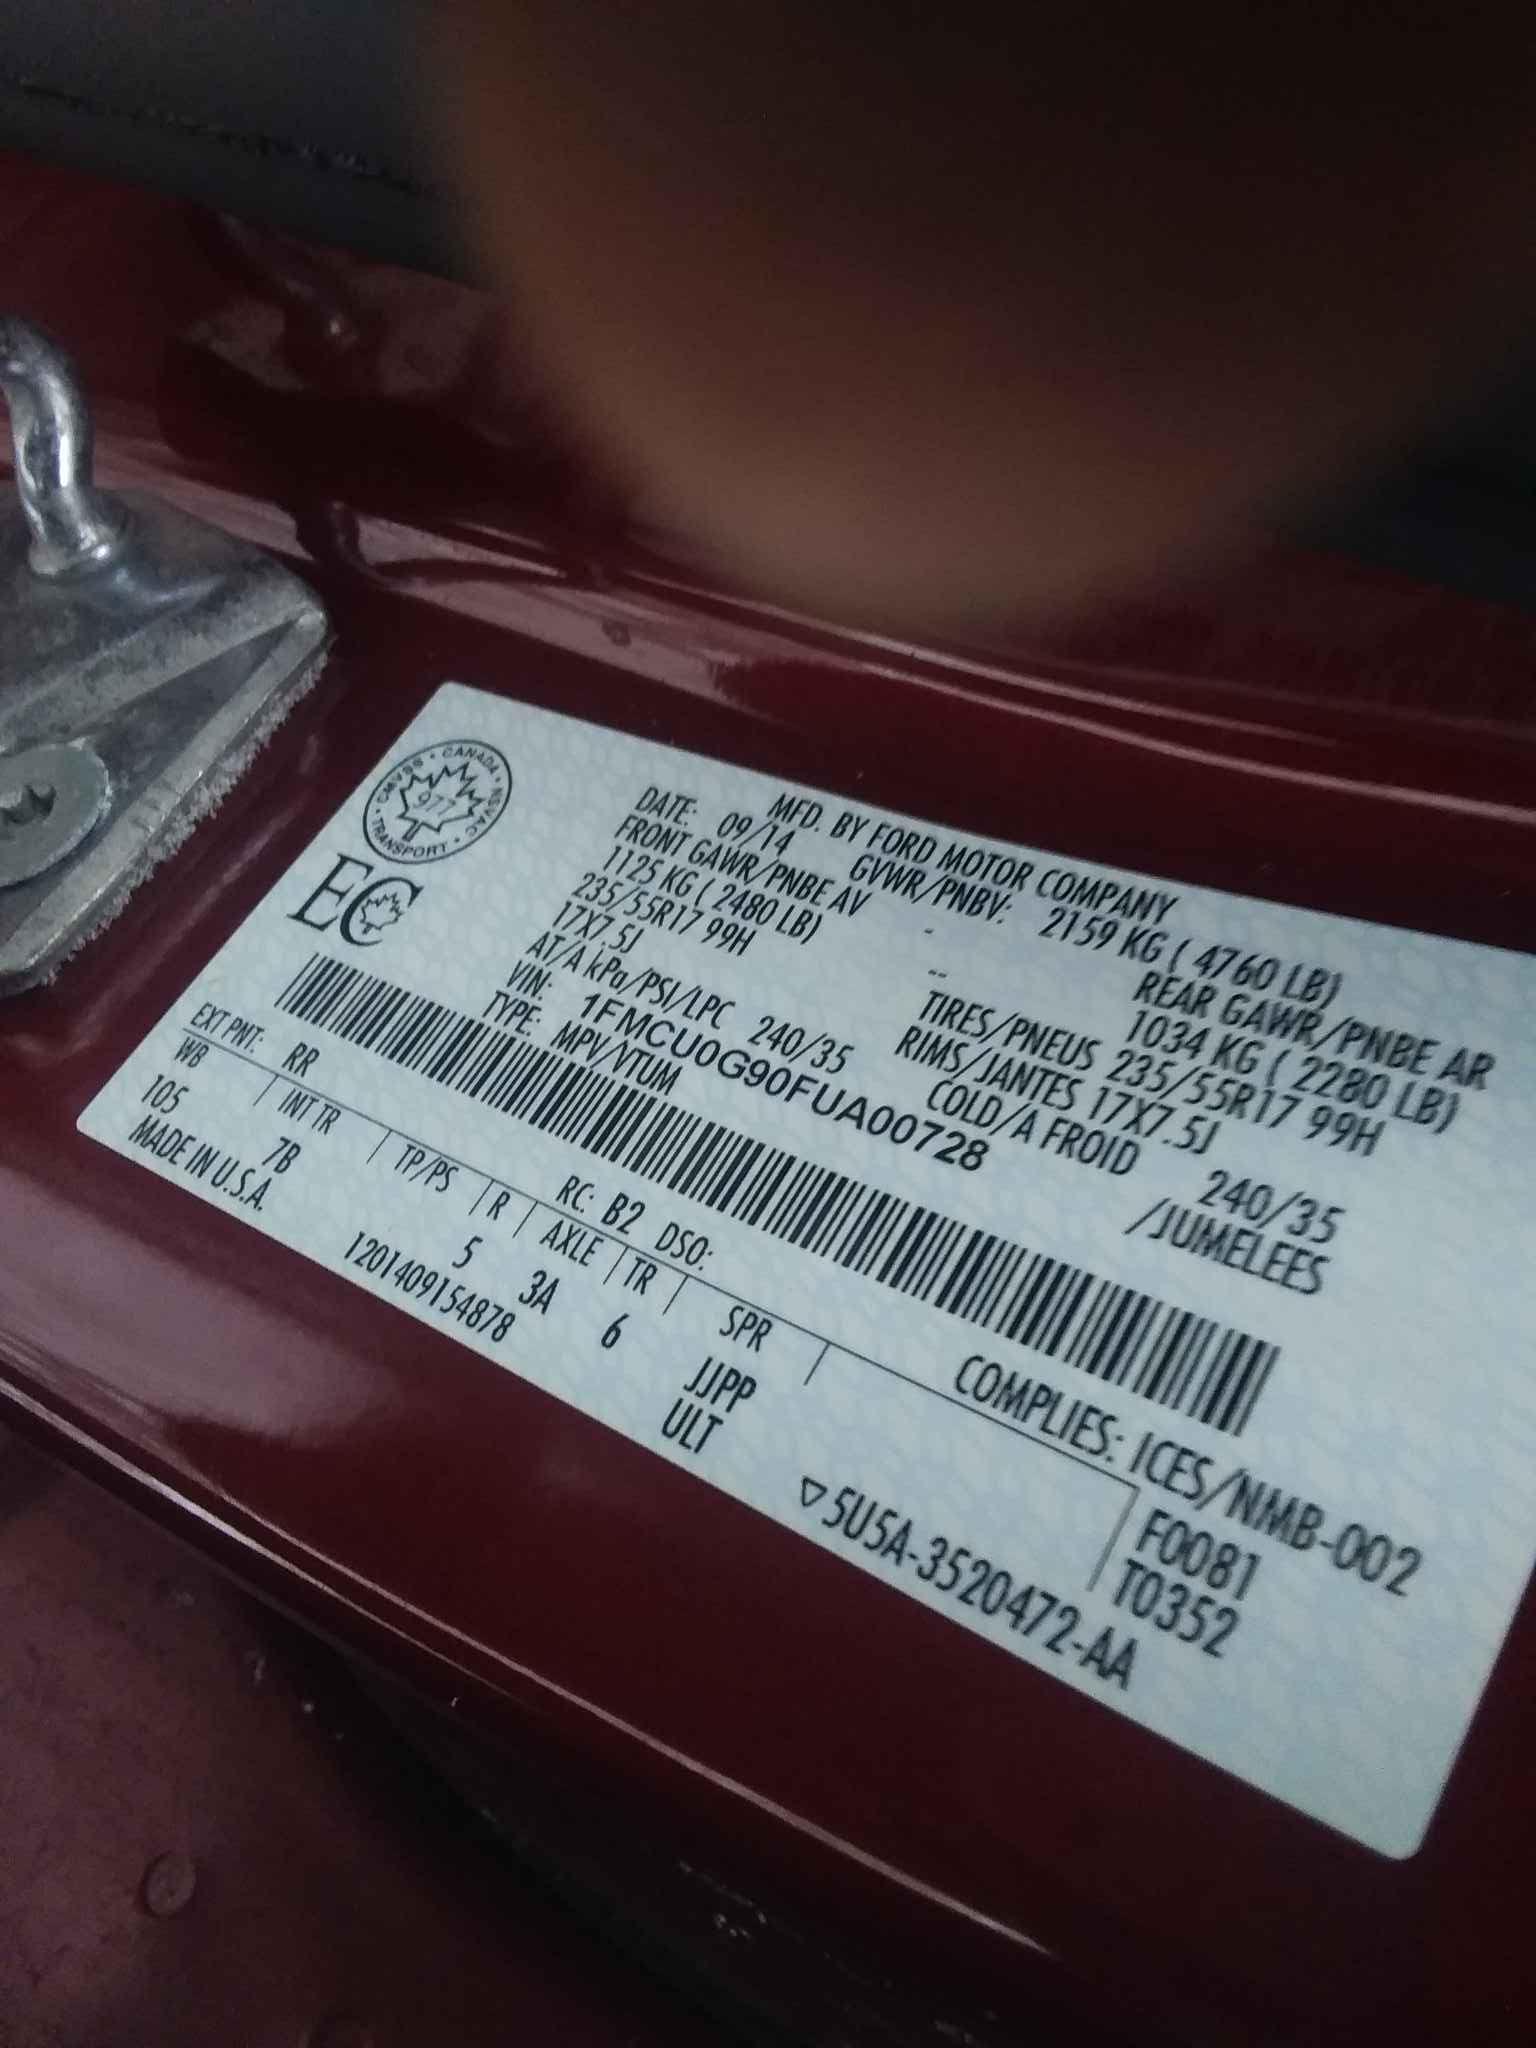 CMVSS · CANADA · NSVAC · TRANSPORT ·
977
EC
MFD. BY FORD MOTOR COMPANY
DATE: 09/14 GVWR/PNBV: 2159 KG ( 4760 LB)
FRONT GAWR/PNBE AV - REAR GAWR/PNBE AR
1125 KG ( 2480 LB) -- 1034 KG ( 2280 LB)
235/55R17 99H TIRES/PNEUS 235/55R17 99H
17X7.5J RIMS/JANTES 17X7.5J
AT/A kPa/PSI/LPC 240/35 COLD/A FROID 240/35
VIN: 1FMCU0G90FUA00728 /JUMELEES
TYPE: MPV/VTUM
EXT PNT: RR RC: B2 DSO: COMPLIES: ICES/NMB-002
WB INT TR TP/PS R AXLE TR SPR F0081
105 7B 5 3A 6 JJPP T0352
MADE IN U.S.A. ULT
1201409154878 ▽5U5A-3520472-AA